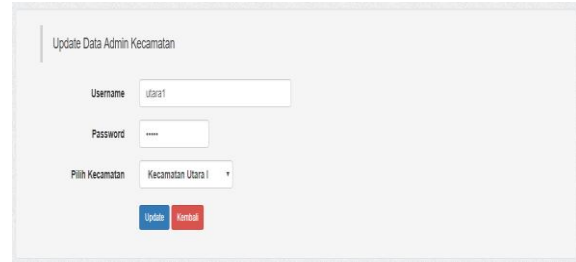 Update Data Admin Kecamatan
Username utara1
Password •••••
Pilih Kecamatan Kecamatan Utara I
Update Kembali